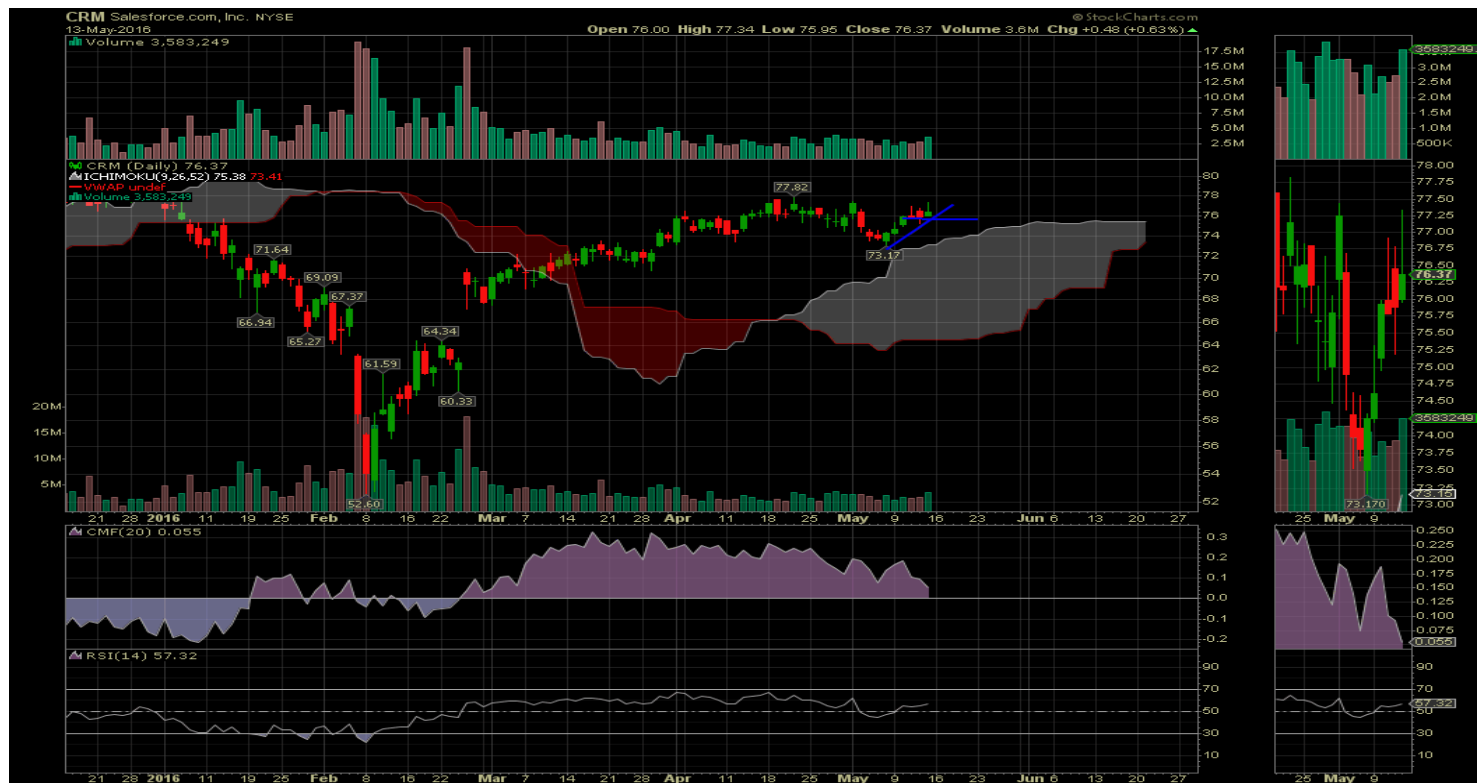 CRM Salesforce.com, Inc. NYSE
© StockCharts.com
13-May-2016
Open 76.00 High 77.34 Low 75.95 Close 76.37 Volume 3.6M Chg +0.48 (+0.63%)
Volume 3,583,249
17.5M
15.0M
12.5M
10.0M
7.5M
5.0M
2.5M
3583249
3.0M
2.5M
2.0M
1.5M
1.0M
500K
CRM (Daily) 76.37
ICHIMOKU(9,26,52) 75.38 73.41
VWAP undef
Volume 3,583,249
80
78
76
74
72
70
68
66
64
62
60
58
56
54
52
20M
15M
10M
5M
71.64
66.94
69.09
65.27
67.37
61.59
52.60
64.34
60.33
77.82
73.17
78.00
77.75
77.50
77.25
77.00
76.75
76.50
76.37
76.00
75.75
75.50
75.25
75.00
74.75
74.50
3583249
74.00
73.75
73.50
73.25
73.15
73.00
73.170
21 28 2016 11 19 25 Feb 8 16 22 Mar 7 14 21 28 Apr 11 18 25 May 9 16 23 Jun 6 13 20 27
25 May 9
CMF(20) 0.055
0.3
0.2
0.1
0.0
-0.1
-0.2
0.250
0.225
0.200
0.175
0.150
0.125
0.100
0.075
0.055
RSI(14) 57.32
90
70
50
30
10
90
70
57.32
50
30
10
21 28 2016 11 19 25 Feb 8 16 22 Mar 7 14 21 28 Apr 11 18 25 May 9 16 23 Jun 6 13 20 27
25 May 9